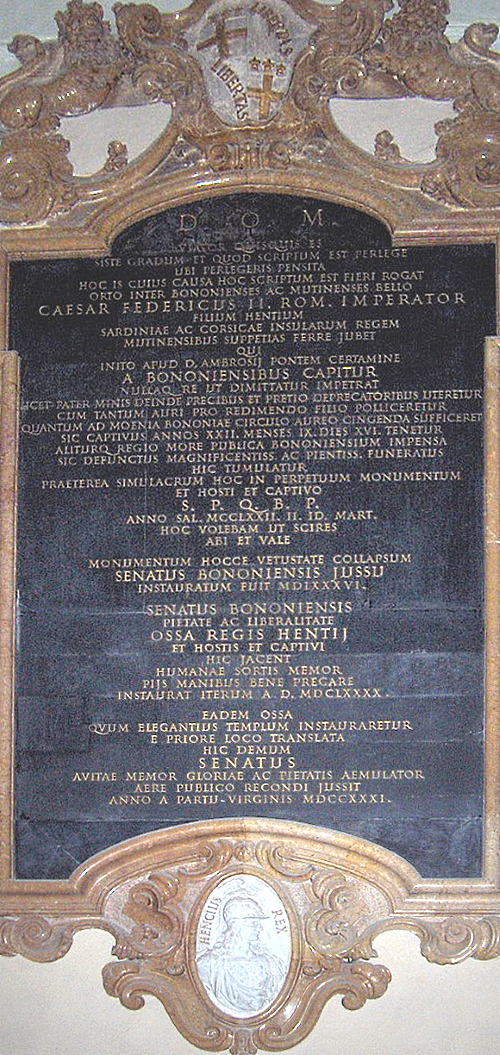 LIBERTAS
LIBERTAS
D O M
VIATOR QUISQUIS ES
SISTE GRADUM ET QUOD SCRIPTUM EST PERLEGE
UBI PERLEGERIS PENSITA
HOC IS CUIUS CAUSA HOC SCRIPTUM EST FIERI ROGAT
ORTO INTER BONONIENSES AC MUTINENSES BELLO
CAESAR FEDERICUS II. ROM. IMPERATOR
FILIUM HENTIUM
SARDINIAE AC CORSICAE INSULARUM REGEM
MUTINENSIBUS SUPPETIAS FERRE JUBET
QUI
INITO APUD D. AMBROSIJ PONTEM CERTAMINE
A BONONIENSIBUS CAPITUR
NULLAQ. RE UT DIMITTATUR IMPETRAT
LICET PATER MINIS DEINDE PRECIBUS ET PRETIO DEPRECATORIBUS UTERETUR
CUM TANTUM AURI PRO REDIMENDO FILIO POLLICERETUR
QUANTUM AD MOENIA BONONIAE CIRCULO AUREO CINGENDA SUFFICERET
SIC CAPTIVUS ANNOS XXII. MENSES IX. DIES XVI. TENETUR
ALITURQ. REGIO MORE PUBLICA BONONIENSIUM IMPENSA
SIC DEFUNCTUS MAGNIFICENTISS. AC PIENTISS. FUNERATUS
HIC TUMULATUR
PRAETEREA SIMULACRUM HOC IN PERPETUUM MONUMENTUM
ET HOSTI ET CAPTIVO
S. P. Q. B. P.
ANNO SAL. MCCLXXII. II. ID. MART.
HOC VOLEBAM UT SCIRES
ABI ET VALE
MONUMENTUM HOCCE VETUSTATE COLLAPSUM
SENATUS BONONIENSIS JUSSU
INSTAURATUM FUIT MDLXXXVI.
SENATUS BONONIENSIS
PIETATE AC LIBERALITATE
OSSA REGIS HENTIJ
ET HOSTIS ET CAPTIVI
HIC JACENT
HUMANAE SORTIS MEMOR
PIJS MANIBUS BENE PRECARE
INSTAURAT ITERUM A. D. MDCLXXXX.
EADEM OSSA
QVUM ELEGANTIUS TEMPLUM INSTAURARETUR
E PRIORE LOCO TRANSLATA
HIC DEMUM
SENATUS
AVITAE MEMOR GLORIAE AC PIETATIS AEMULATOR
AERE PUBLICO RECONDI JUSSIT
ANNO A PARTU VIRGINIS MDCCXXXI.
HENCIUS REX